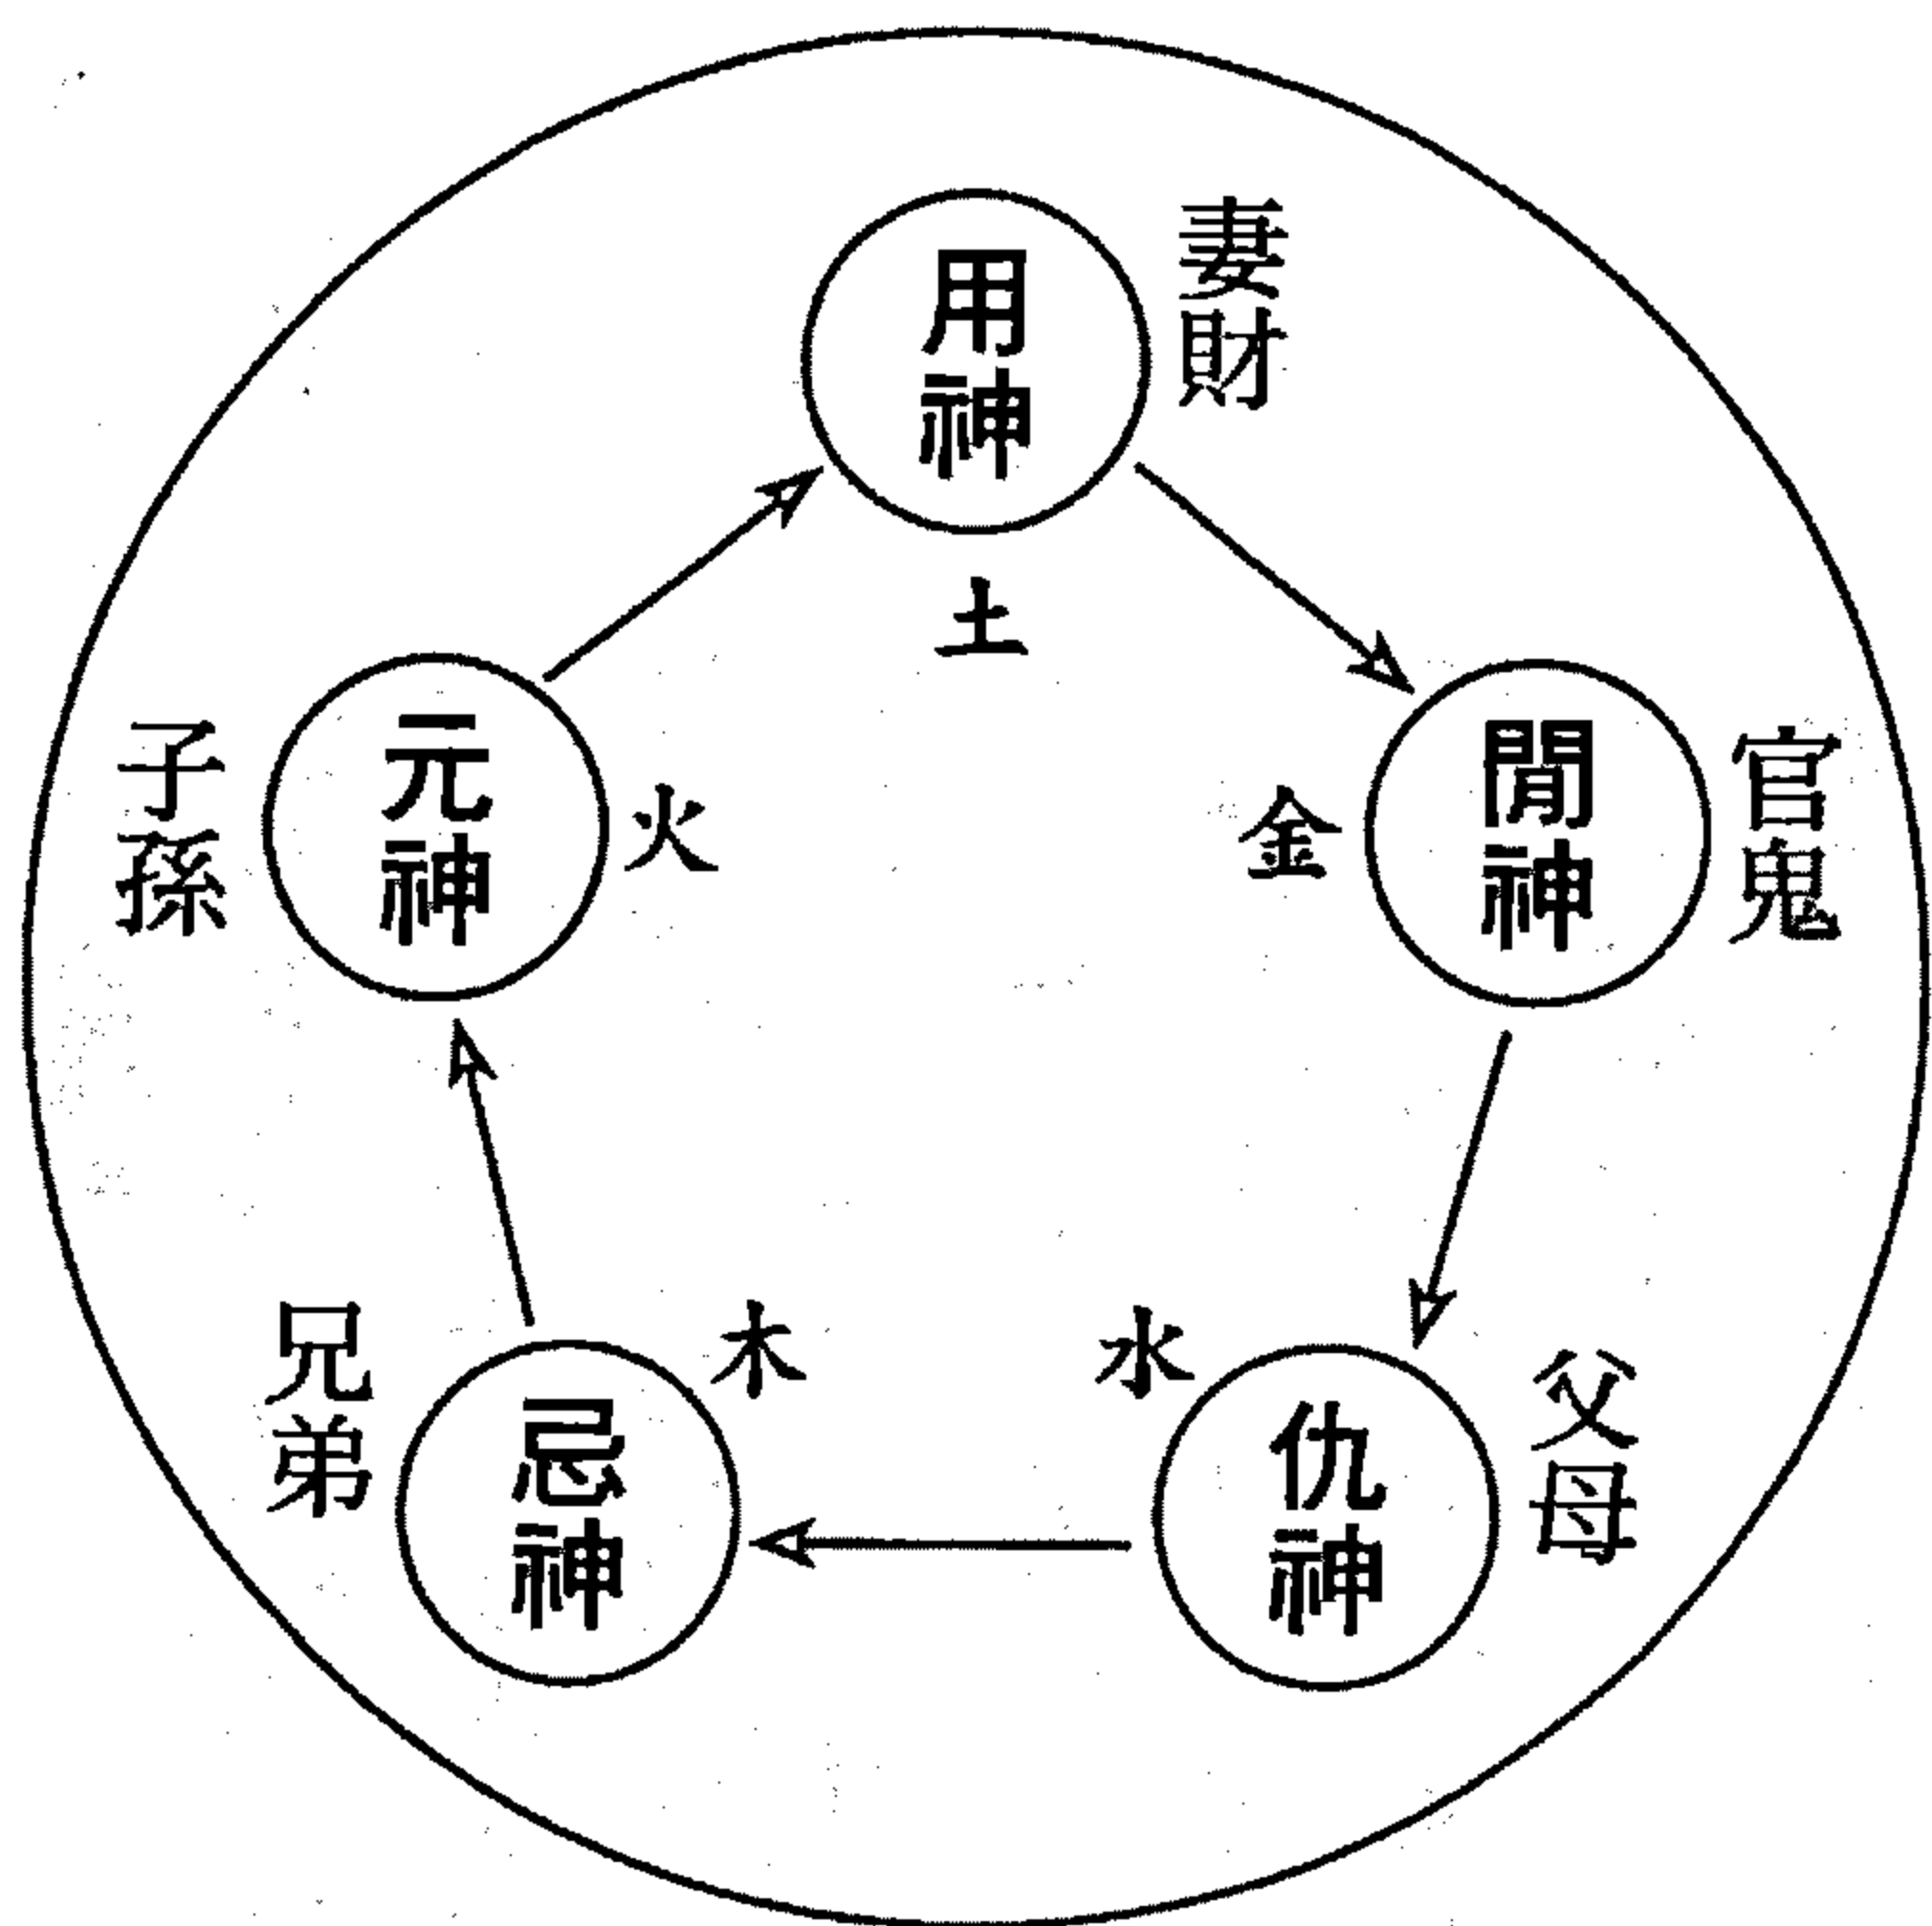 用神
妻財
土
閒神
官鬼
金
仇神
父母
水
忌神
兄弟
木
元神
子孫
火